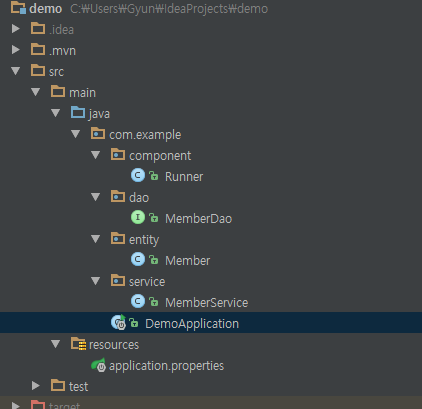 demo C:₩Users₩Gyun₩IdeaProjects₩demo
.idea
.mvn
src
main
java
com.example
component
C Runner
dao
I MemberDao
entity
C Member
service
C MemberService
DemoApplication
resources
application.properties
test
target